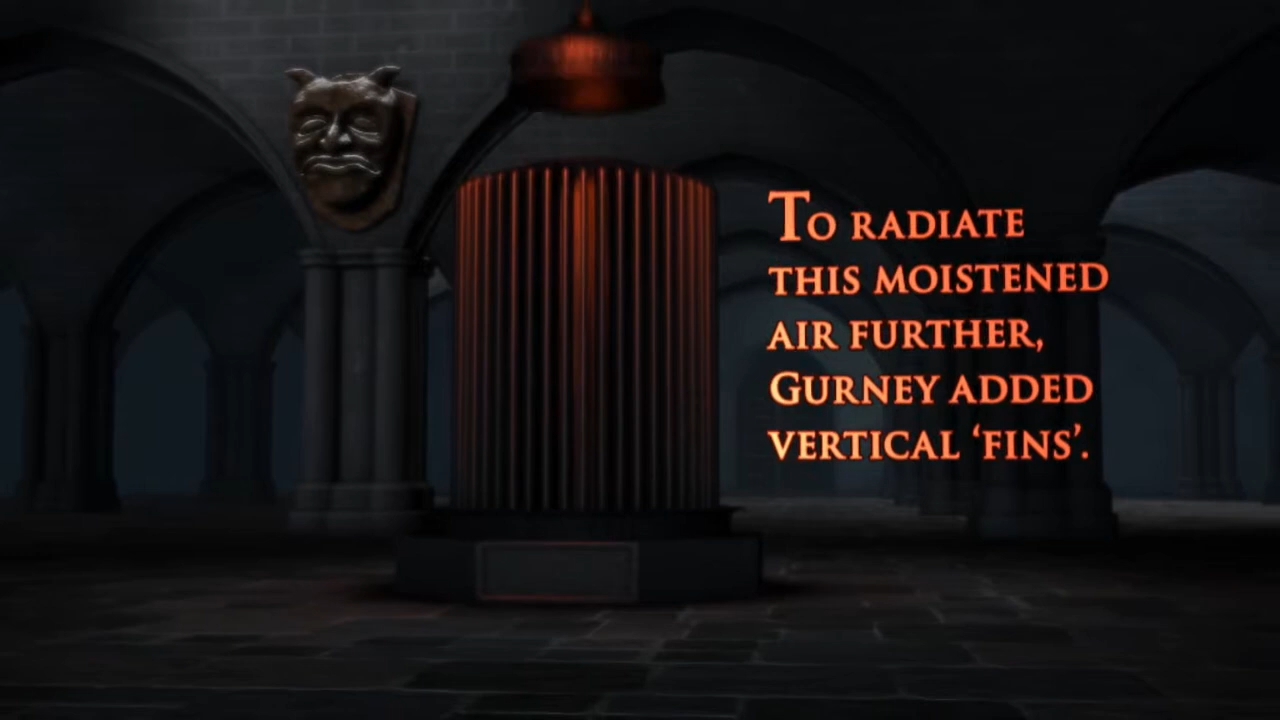 To radiate
this moistened
air further,
Gurney added
vertical ‘fins’.